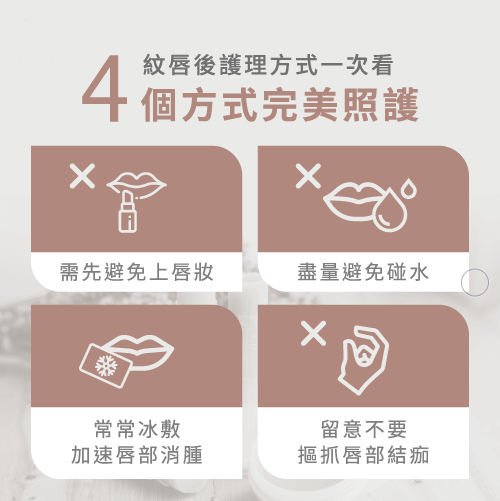 紋唇後護理方式一次看
4個方式完美照護
需先避免上唇妝
盡量避免碰水
常常冰敷
加速唇部消腫
留意不要
摳抓唇部結痂